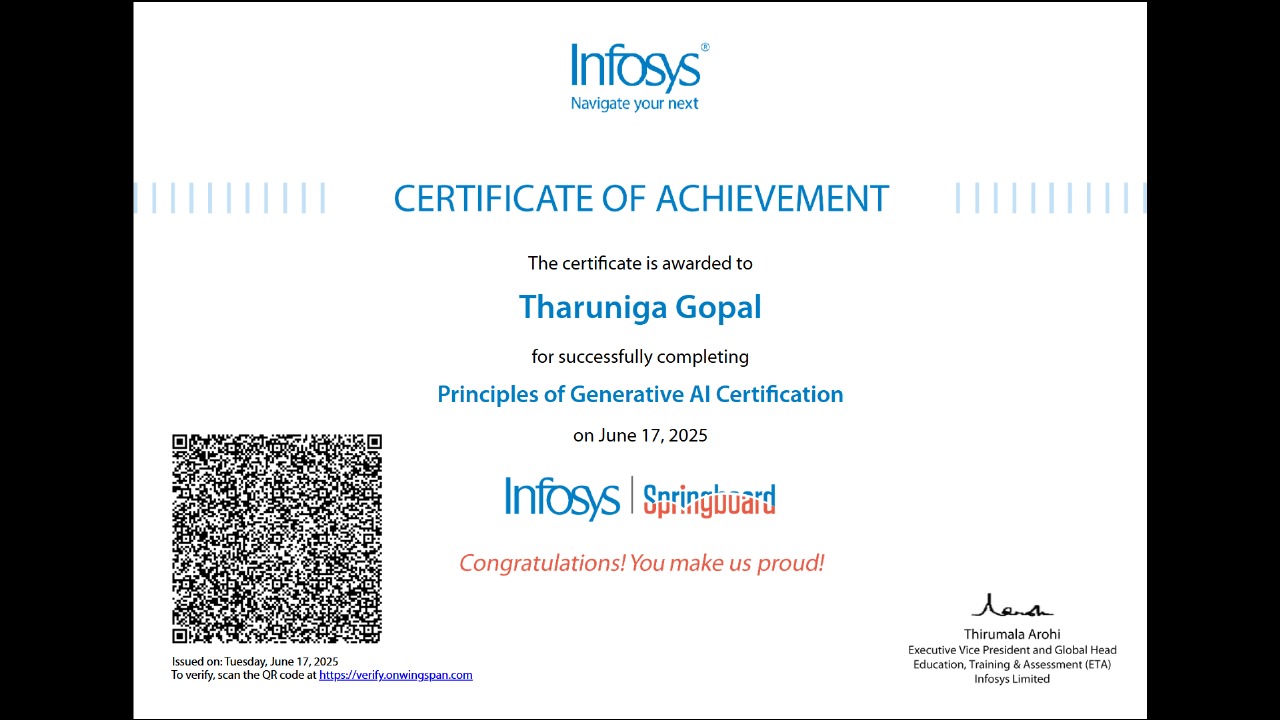 Infosys®
Navigate your next
CERTIFICATE OF ACHIEVEMENT
The certificate is awarded to
Tharuniga Gopal
for successfully completing
Principles of Generative AI Certification
on June 17, 2025
Infosys | Springboard
Congratulations! You make us proud!
Thirumala Arohi
Executive Vice President and Global Head
Education, Training & Assessment (ETA)
Infosys Limited
Issued on: Tuesday, June 17, 2025
To verify, scan the QR code at https://verify.onwingspan.com